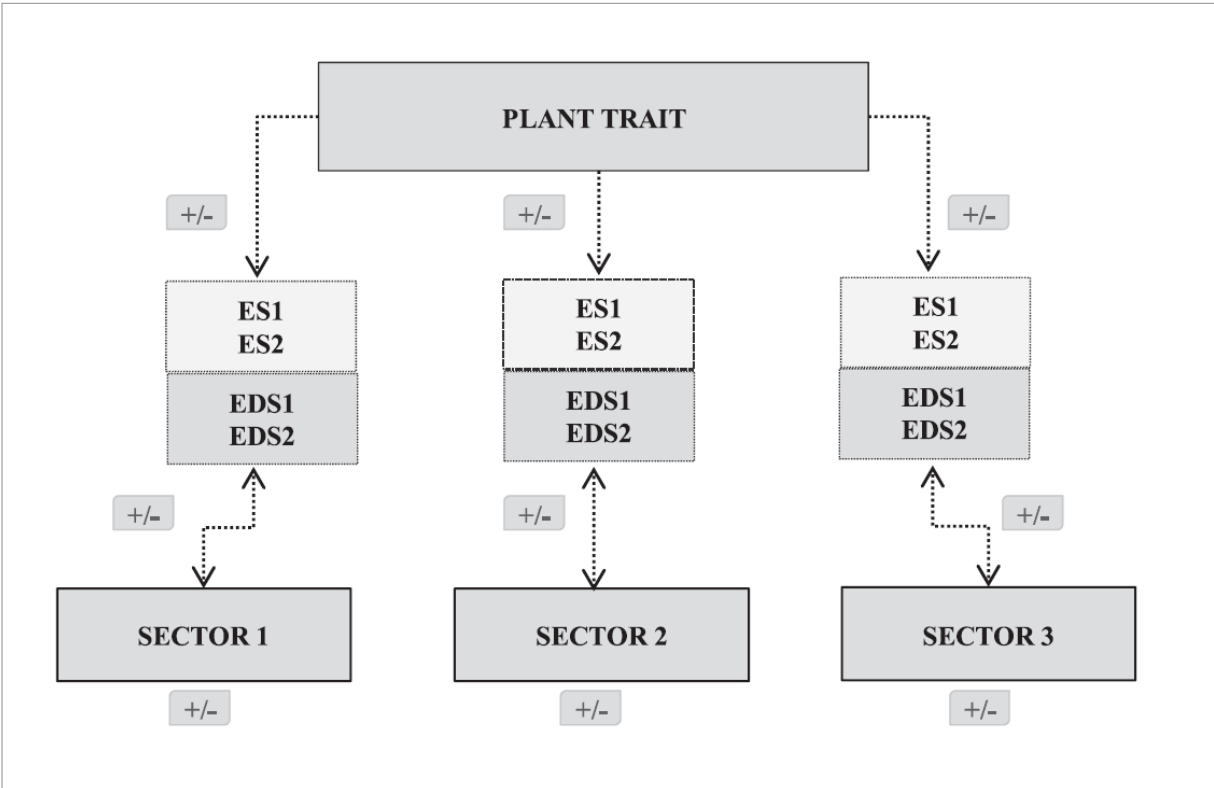 PLANT TRAIT
+/-
+/-
+/-
ES1
ES2
EDS1
EDS2
ES1
ES2
EDS1
EDS2
ES1
ES2
EDS1
EDS2
+/-
+/-
+/-
SECTOR 1
SECTOR 2
SECTOR 3
+/-
+/-
+/-